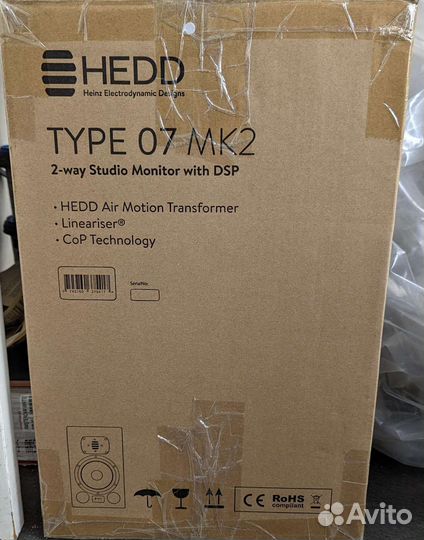 HEDD
Heinz Electrodynamic Designs
TYPE 07 MK2
2-way Studio Monitor with DSP
• HEDD Air Motion Transformer
• Lineariser®
• CoP Technology
SerialNo:
CE RoHS
compliant
Avito